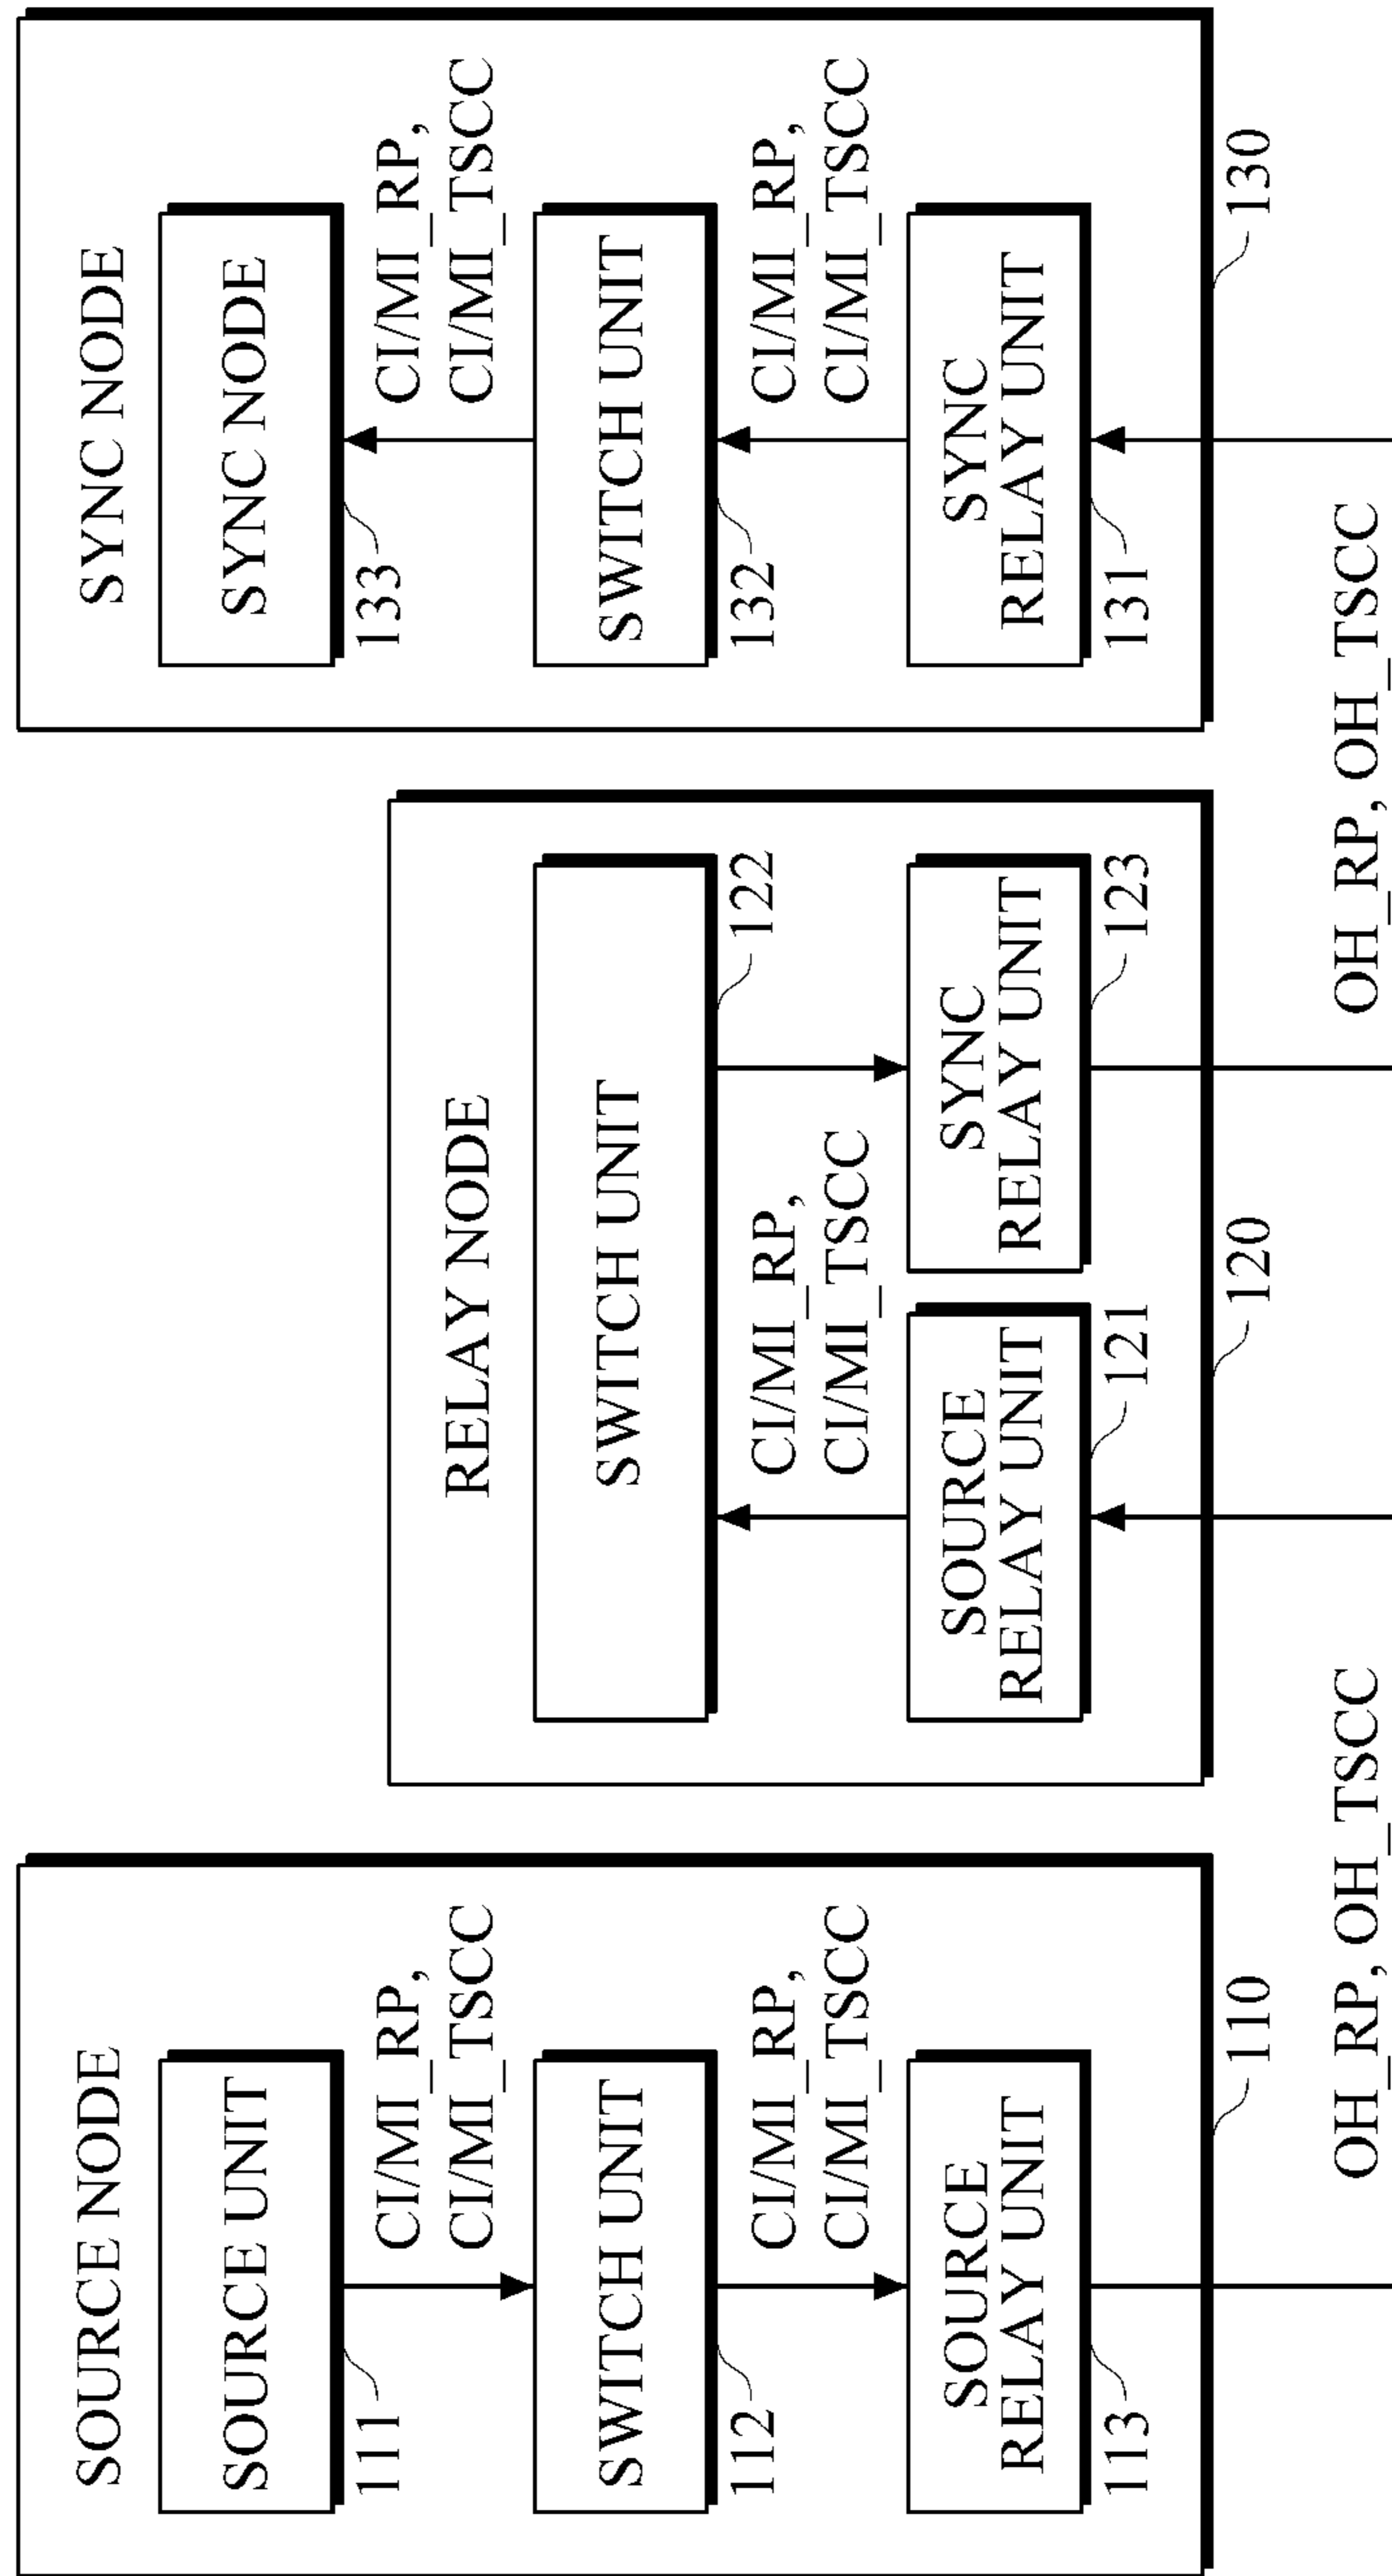 SOURCE NODE
SOURCE UNIT
111
CI/MI_RP,
CI/MI_TSCC
SWITCH UNIT
112
CI/MI_RP,
CI/MI_TSCC
SOURCE
RELAY UNIT
113
110
OH_RP, OH_TSCC
RELAY NODE
SWITCH UNIT
122
CI/MI_RP,
CI/MI_TSCC
SOURCE
RELAY UNIT
121
SYNC
RELAY UNIT
123
120
OH_RP, OH_TSCC
SYNC NODE
SYNC NODE
133
CI/MI_RP,
CI/MI_TSCC
SWITCH UNIT
132
CI/MI_RP,
CI/MI_TSCC
SYNC
RELAY UNIT
131
130